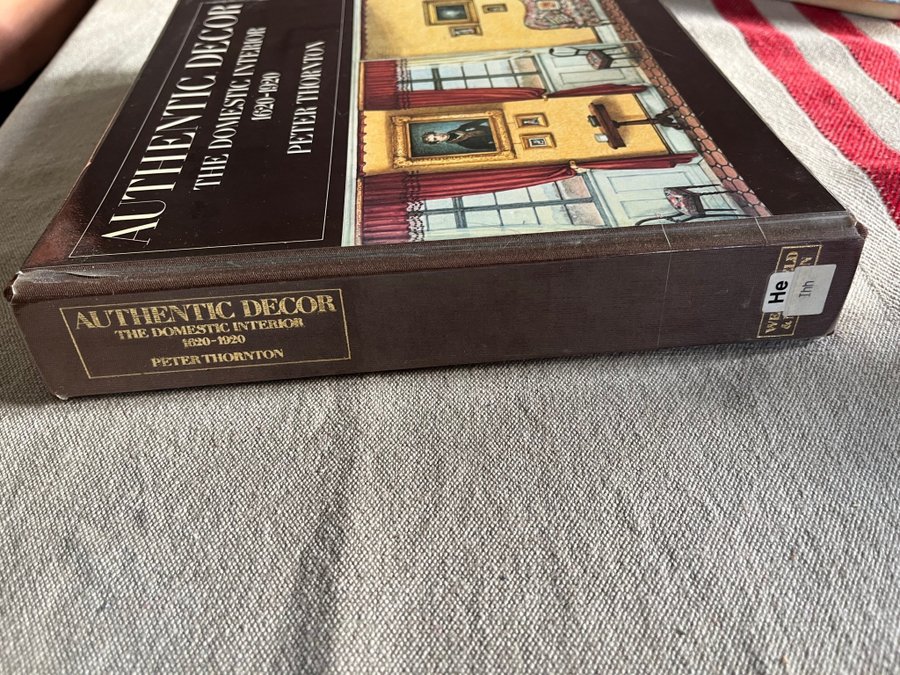 AUTHENTIC DECOR
THE DOMESTIC INTERIOR
1620-1920
PETER THORNTON
AUTHENTIC DECOR
THE DOMESTIC INTERIOR
1620-1920
PETER THORNTON
He
Ihh
&